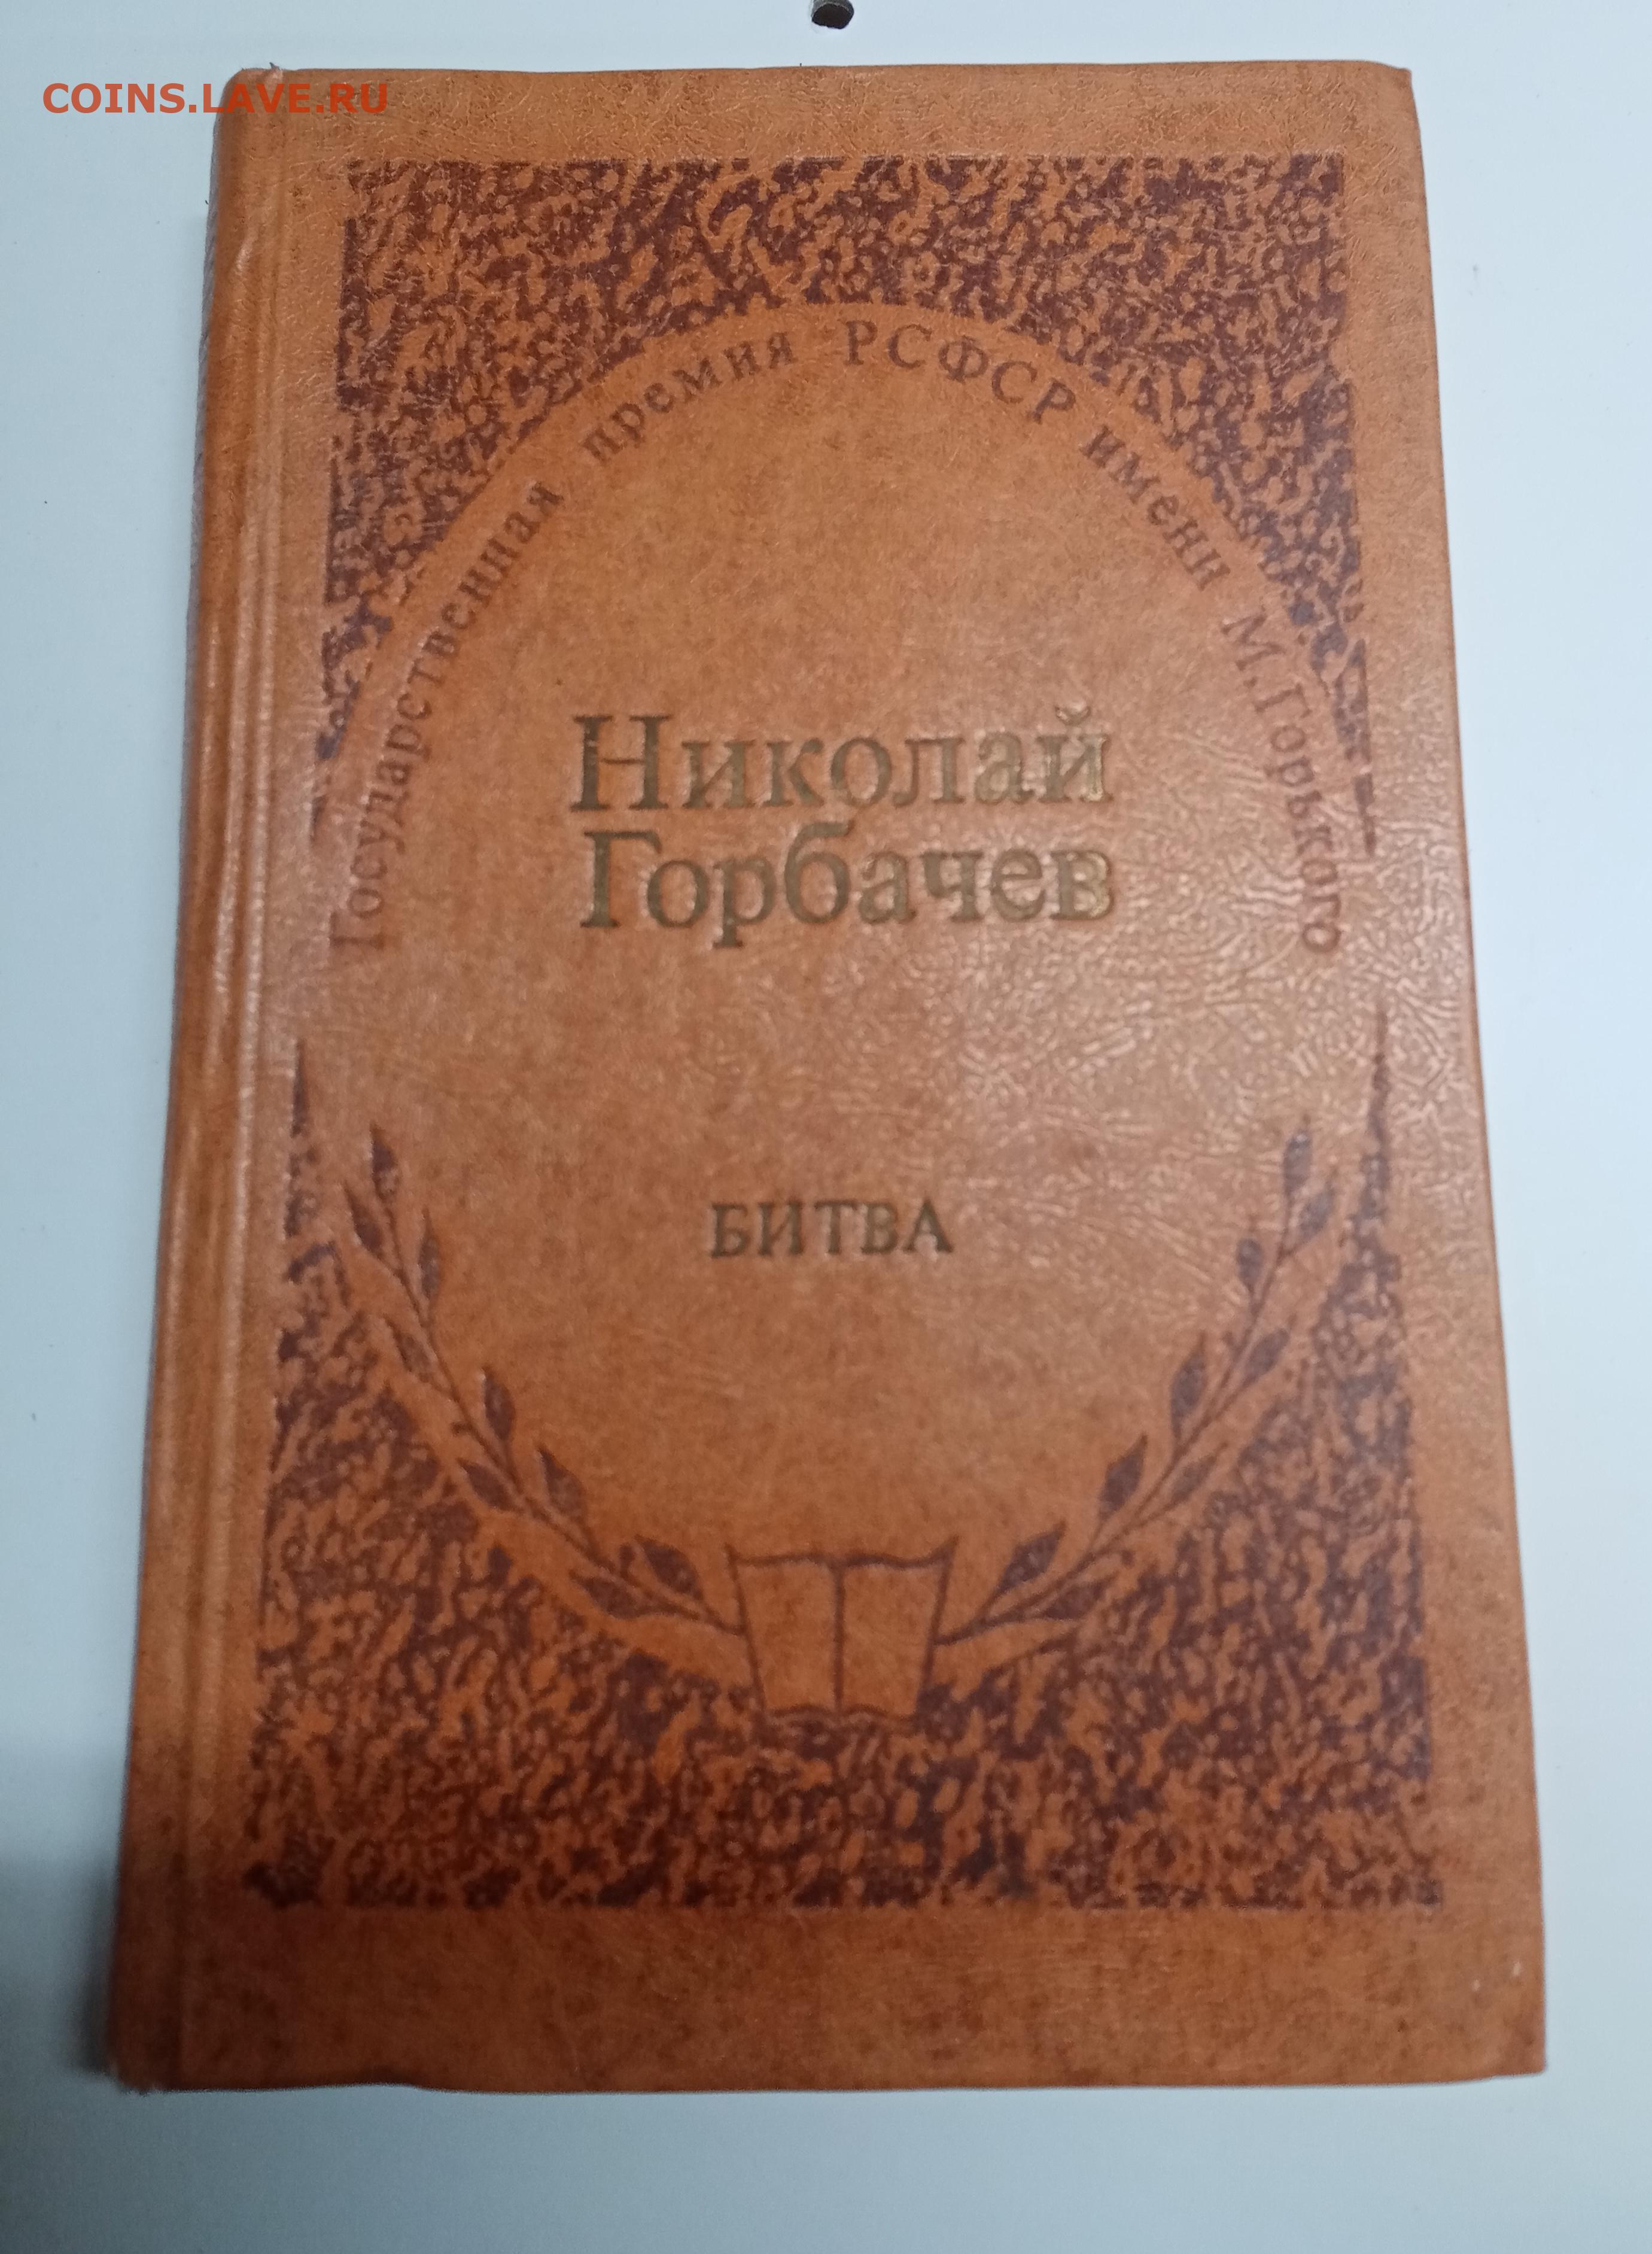 COINS.LAVE.RU
Государственная премия РСФСР имени М.Горького
Николай
Горбачев
БИТВА